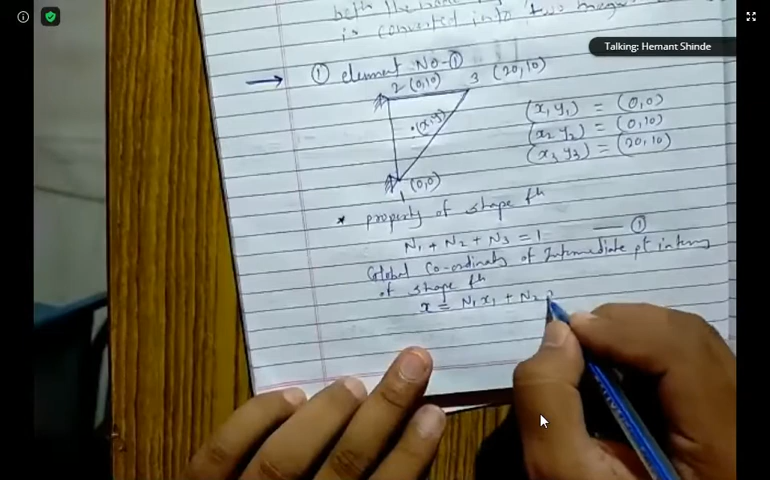 both the
is converted into two
Talking: Hemant Shinde
→ ① element NO-①
2(0,10) 3 (20,10)
.(x,y)
(x₁ y₁) = (0,0)
(x₂ y₂) = (0,10)
(x₃ y₃) = (20,10)
1 (0,0)
* property of shape fn
N₁ + N₂ + N₃ = 1 —— ①
Global Co-ordinates of Intermediate pt interms
of shape fn
x = N₁ x₁ + N₂